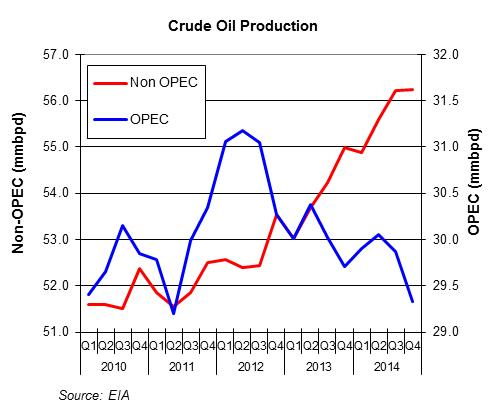 Crude Oil Production
57.0
56.0
55.0
54.0
53.0
52.0
51.0
Non-OPEC (mmbpd)
Non OPEC
OPEC
32.0
31.5
31.0
30.5
30.0
29.5
29.0
OPEC (mmbpd)
Q1 Q2 Q3 Q4 Q1 Q2 Q3 Q4 Q1 Q2 Q3 Q4 Q1 Q2 Q3 Q4 Q1 Q2 Q3 Q4
2010 2011 2012 2013 2014
Source: EIA